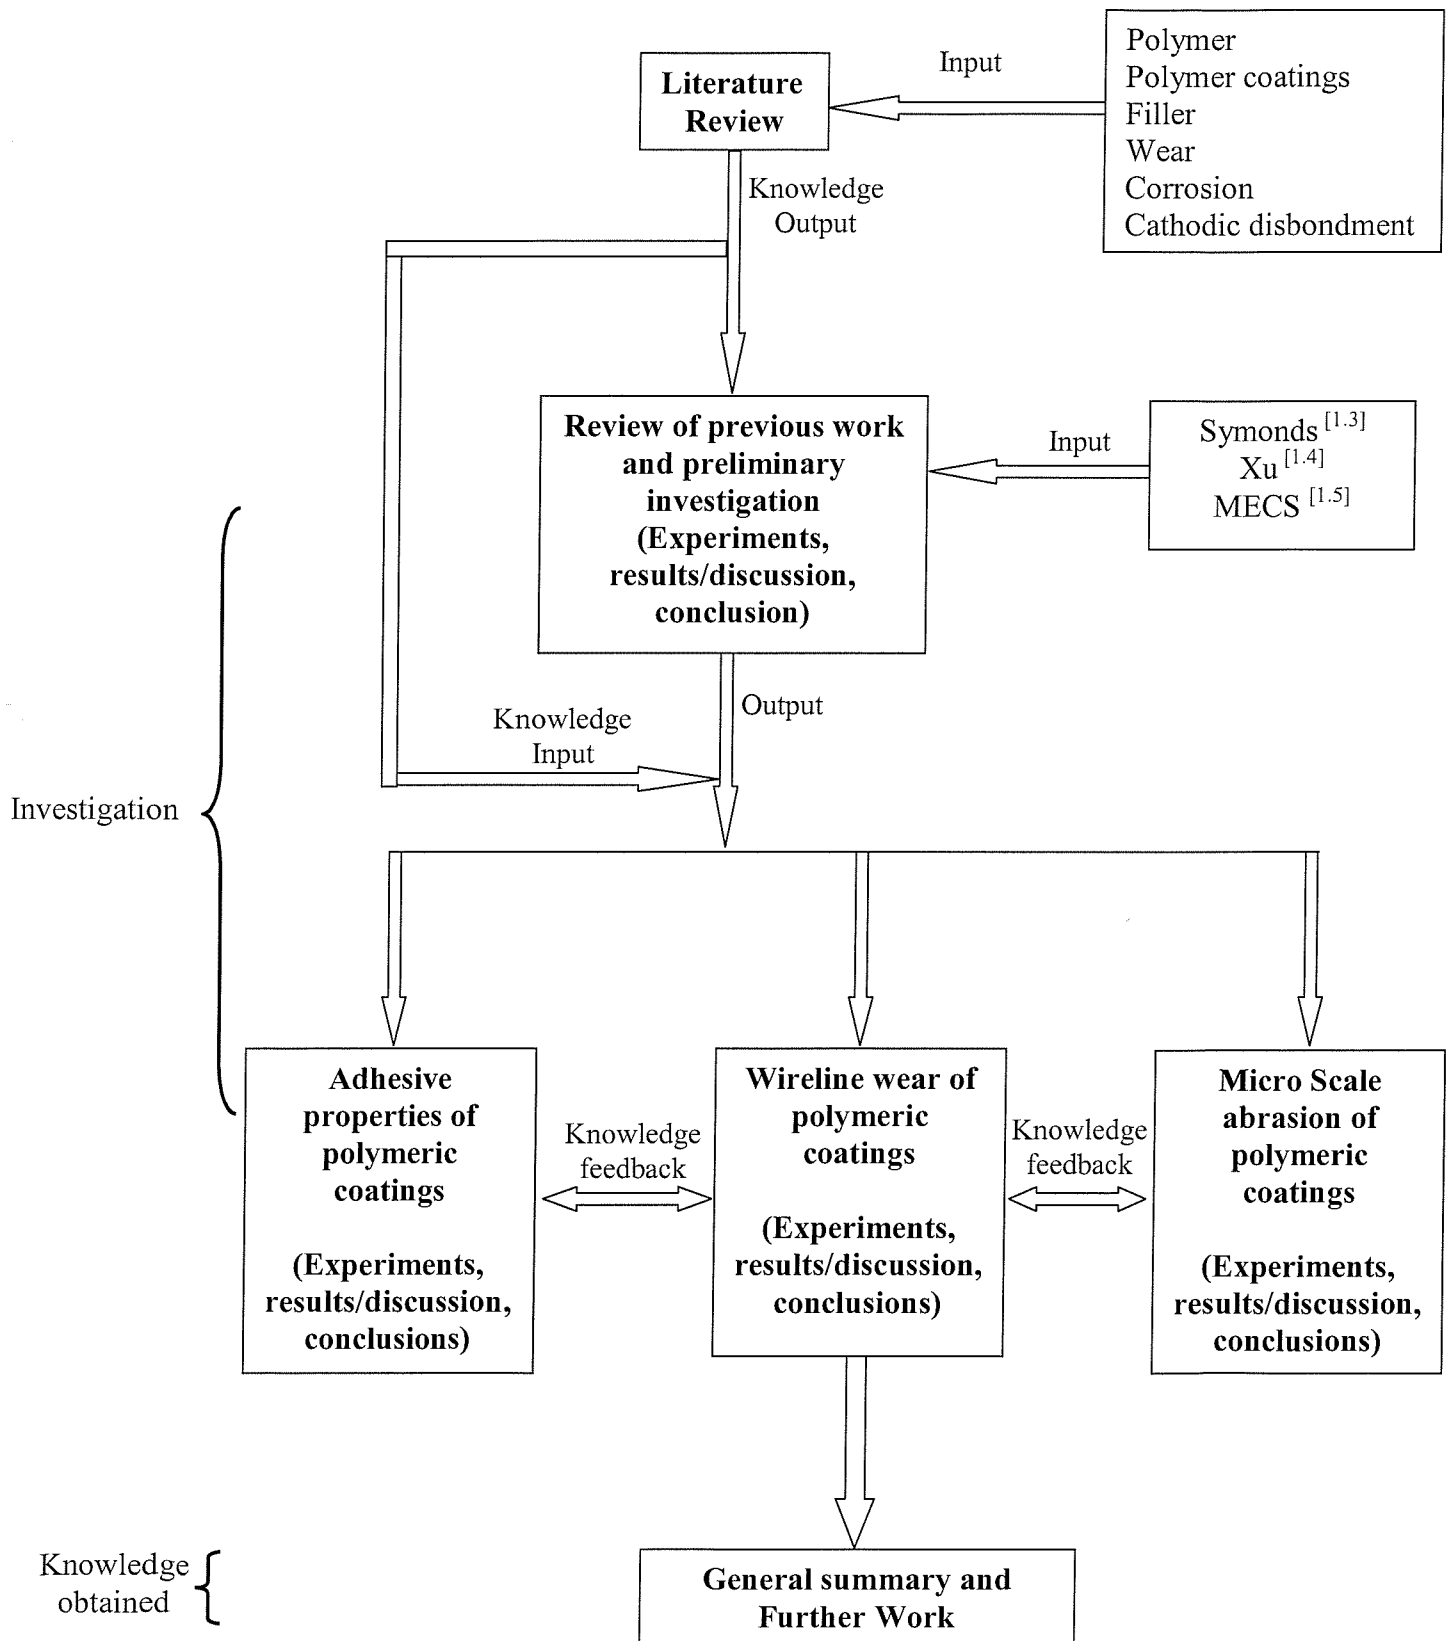 Literature
Review
Input
Polymer
Polymer coatings
Filler
Wear
Corrosion
Cathodic disbondment
Knowledge
Output
Review of previous work
and preliminary
investigation
(Experiments,
results/discussion,
conclusion)
Input
Symonds [1.3]
Xu [1.4]
MECS [1.5]
Output
Knowledge
Input
Investigation
Adhesive
properties of
polymeric
coatings
(Experiments,
results/discussion,
conclusions)
Knowledge
feedback
Wireline wear of
polymeric
coatings
(Experiments,
results/discussion,
conclusions)
Knowledge
feedback
Micro Scale
abrasion of
polymeric
coatings
(Experiments,
results/discussion,
conclusions)
Knowledge
obtained
General summary and
Further Work